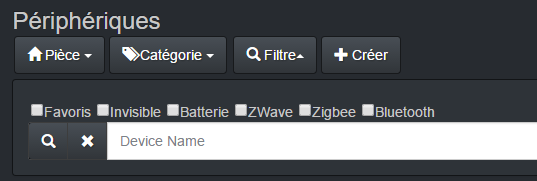 Périphériques
Pièce Catégorie Filtre Créer
Favoris Invisible Batterie ZWave Zigbee Bluetooth
Device Name